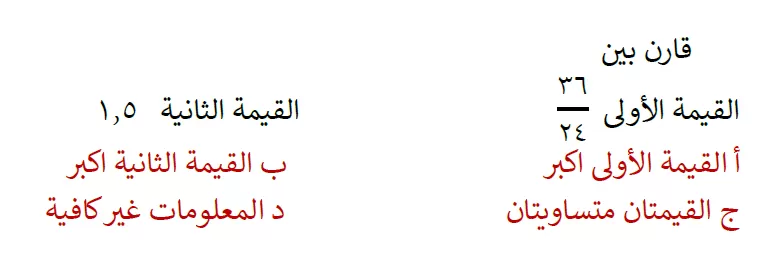 قارن بين
القيمة الأولى ٣٦/٢٤ القيمة الثانية ١,٥
أ القيمة الأولى اكبر ب القيمة الثانية اكبر
ج القيمتان متساويتان د المعلومات غير كافية